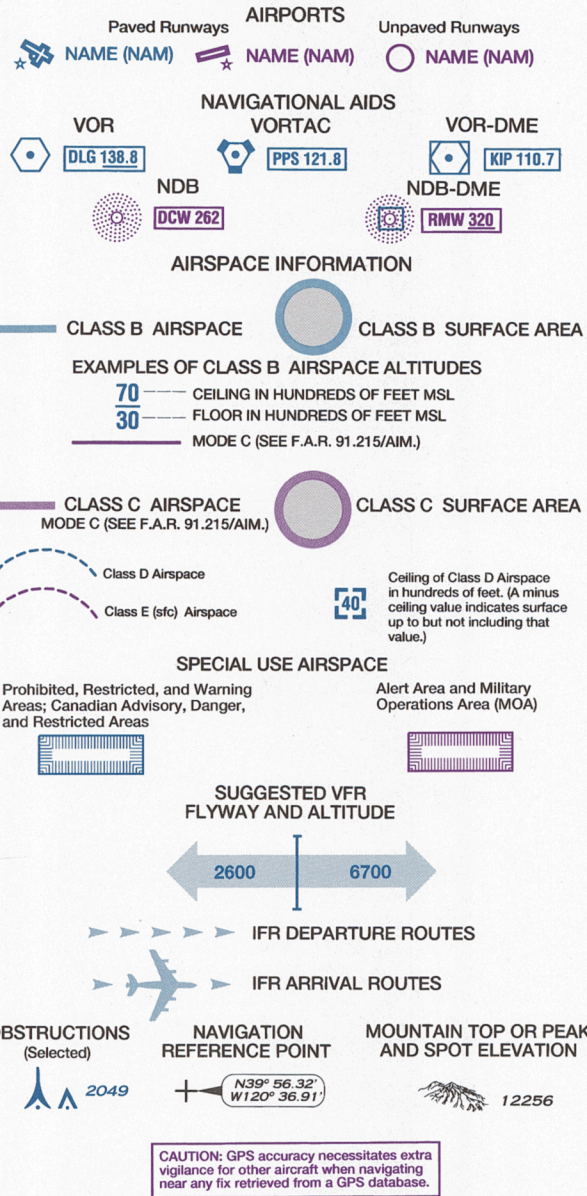 AIRPORTS
Paved Runways
Unpaved Runways
NAME (NAM)
NAME (NAM)
NAME (NAM)
NAVIGATIONAL AIDS
VOR
VORTAC
VOR-DME
DLG 138.8
PPS 121.8
KIP 110.7
NDB
NDB-DME
DCW 262
RMW 320
AIRSPACE INFORMATION
CLASS B AIRSPACE
CLASS B SURFACE AREA
EXAMPLES OF CLASS B AIRSPACE ALTITUDES
70 CEILING IN HUNDREDS OF FEET MSL
30 FLOOR IN HUNDREDS OF FEET MSL
MODE C (SEE F.A.R. 91.215/AIM.)
CLASS C AIRSPACE
MODE C (SEE F.A.R. 91.215/AIM.)
CLASS C SURFACE AREA
Class D Airspace
Class E (sfc) Airspace
40
Ceiling of Class D Airspace
in hundreds of feet. (A minus
ceiling value indicates surface
up to but not including that
value.)
SPECIAL USE AIRSPACE
Prohibited, Restricted, and Warning
Areas; Canadian Advisory, Danger,
and Restricted Areas
Alert Area and Military
Operations Area (MOA)
SUGGESTED VFR
FLYWAY AND ALTITUDE
2600
6700
IFR DEPARTURE ROUTES
IFR ARRIVAL ROUTES
OBSTRUCTIONS
(Selected)
2049
NAVIGATION
REFERENCE POINT
N39° 56.32'
W120° 36.91'
MOUNTAIN TOP OR PEAK
AND SPOT ELEVATION
12256
CAUTION: GPS accuracy necessitates extra
vigilance for other aircraft when navigating
near any fix retrieved from a GPS database.